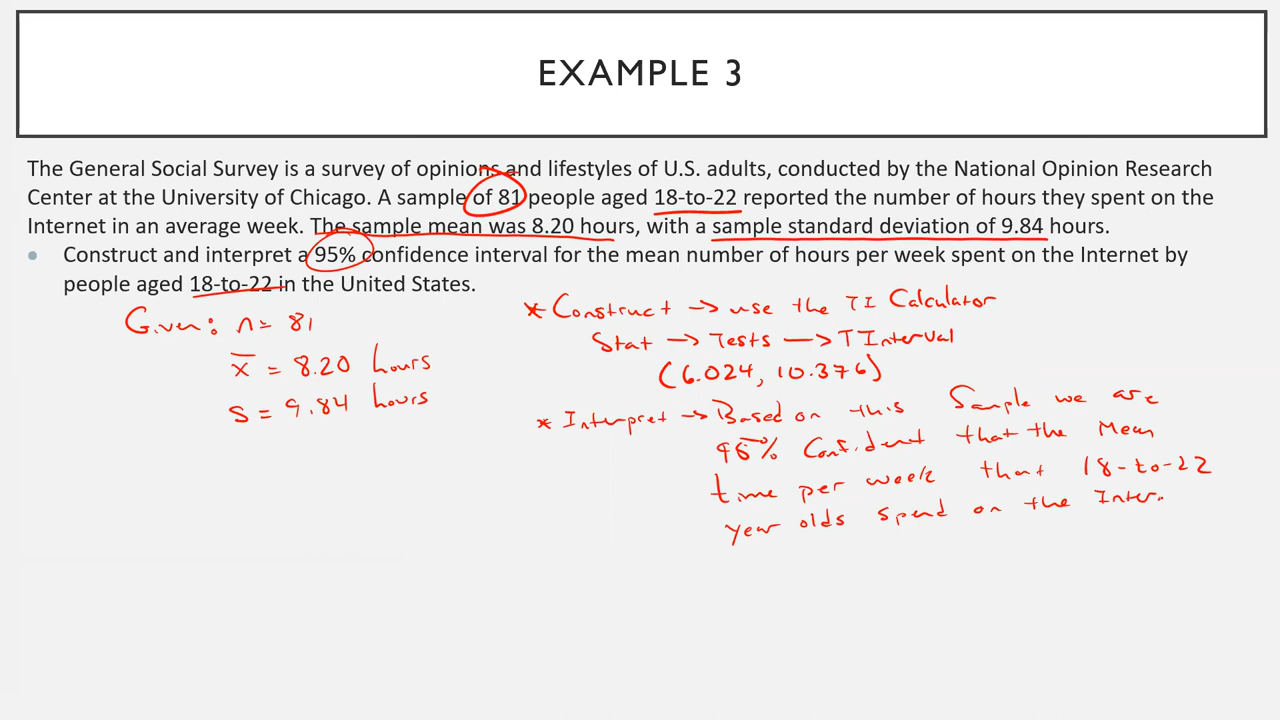 EXAMPLE 3
The General Social Survey is a survey of opinions and lifestyles of U.S. adults, conducted by the National Opinion Research
Center at the University of Chicago. A sample of 81 people aged 18-to-22 reported the number of hours they spent on the
Internet in an average week. The sample mean was 8.20 hours, with a sample standard deviation of 9.84 hours.
• Construct and interpret a 95% confidence interval for the mean number of hours per week spent on the Internet by
people aged 18-to-22 in the United States.
Given: n = 81
x̄ = 8.20 hours
s = 9.84 hours
* Construct → use the TI Calculator
Stat → Tests → T Interval
(6.024, 10.376)
* Interpret → Based on this Sample we are
95% Confident that the Mean
time per week that 18-to-22
year olds spend on the Inter.